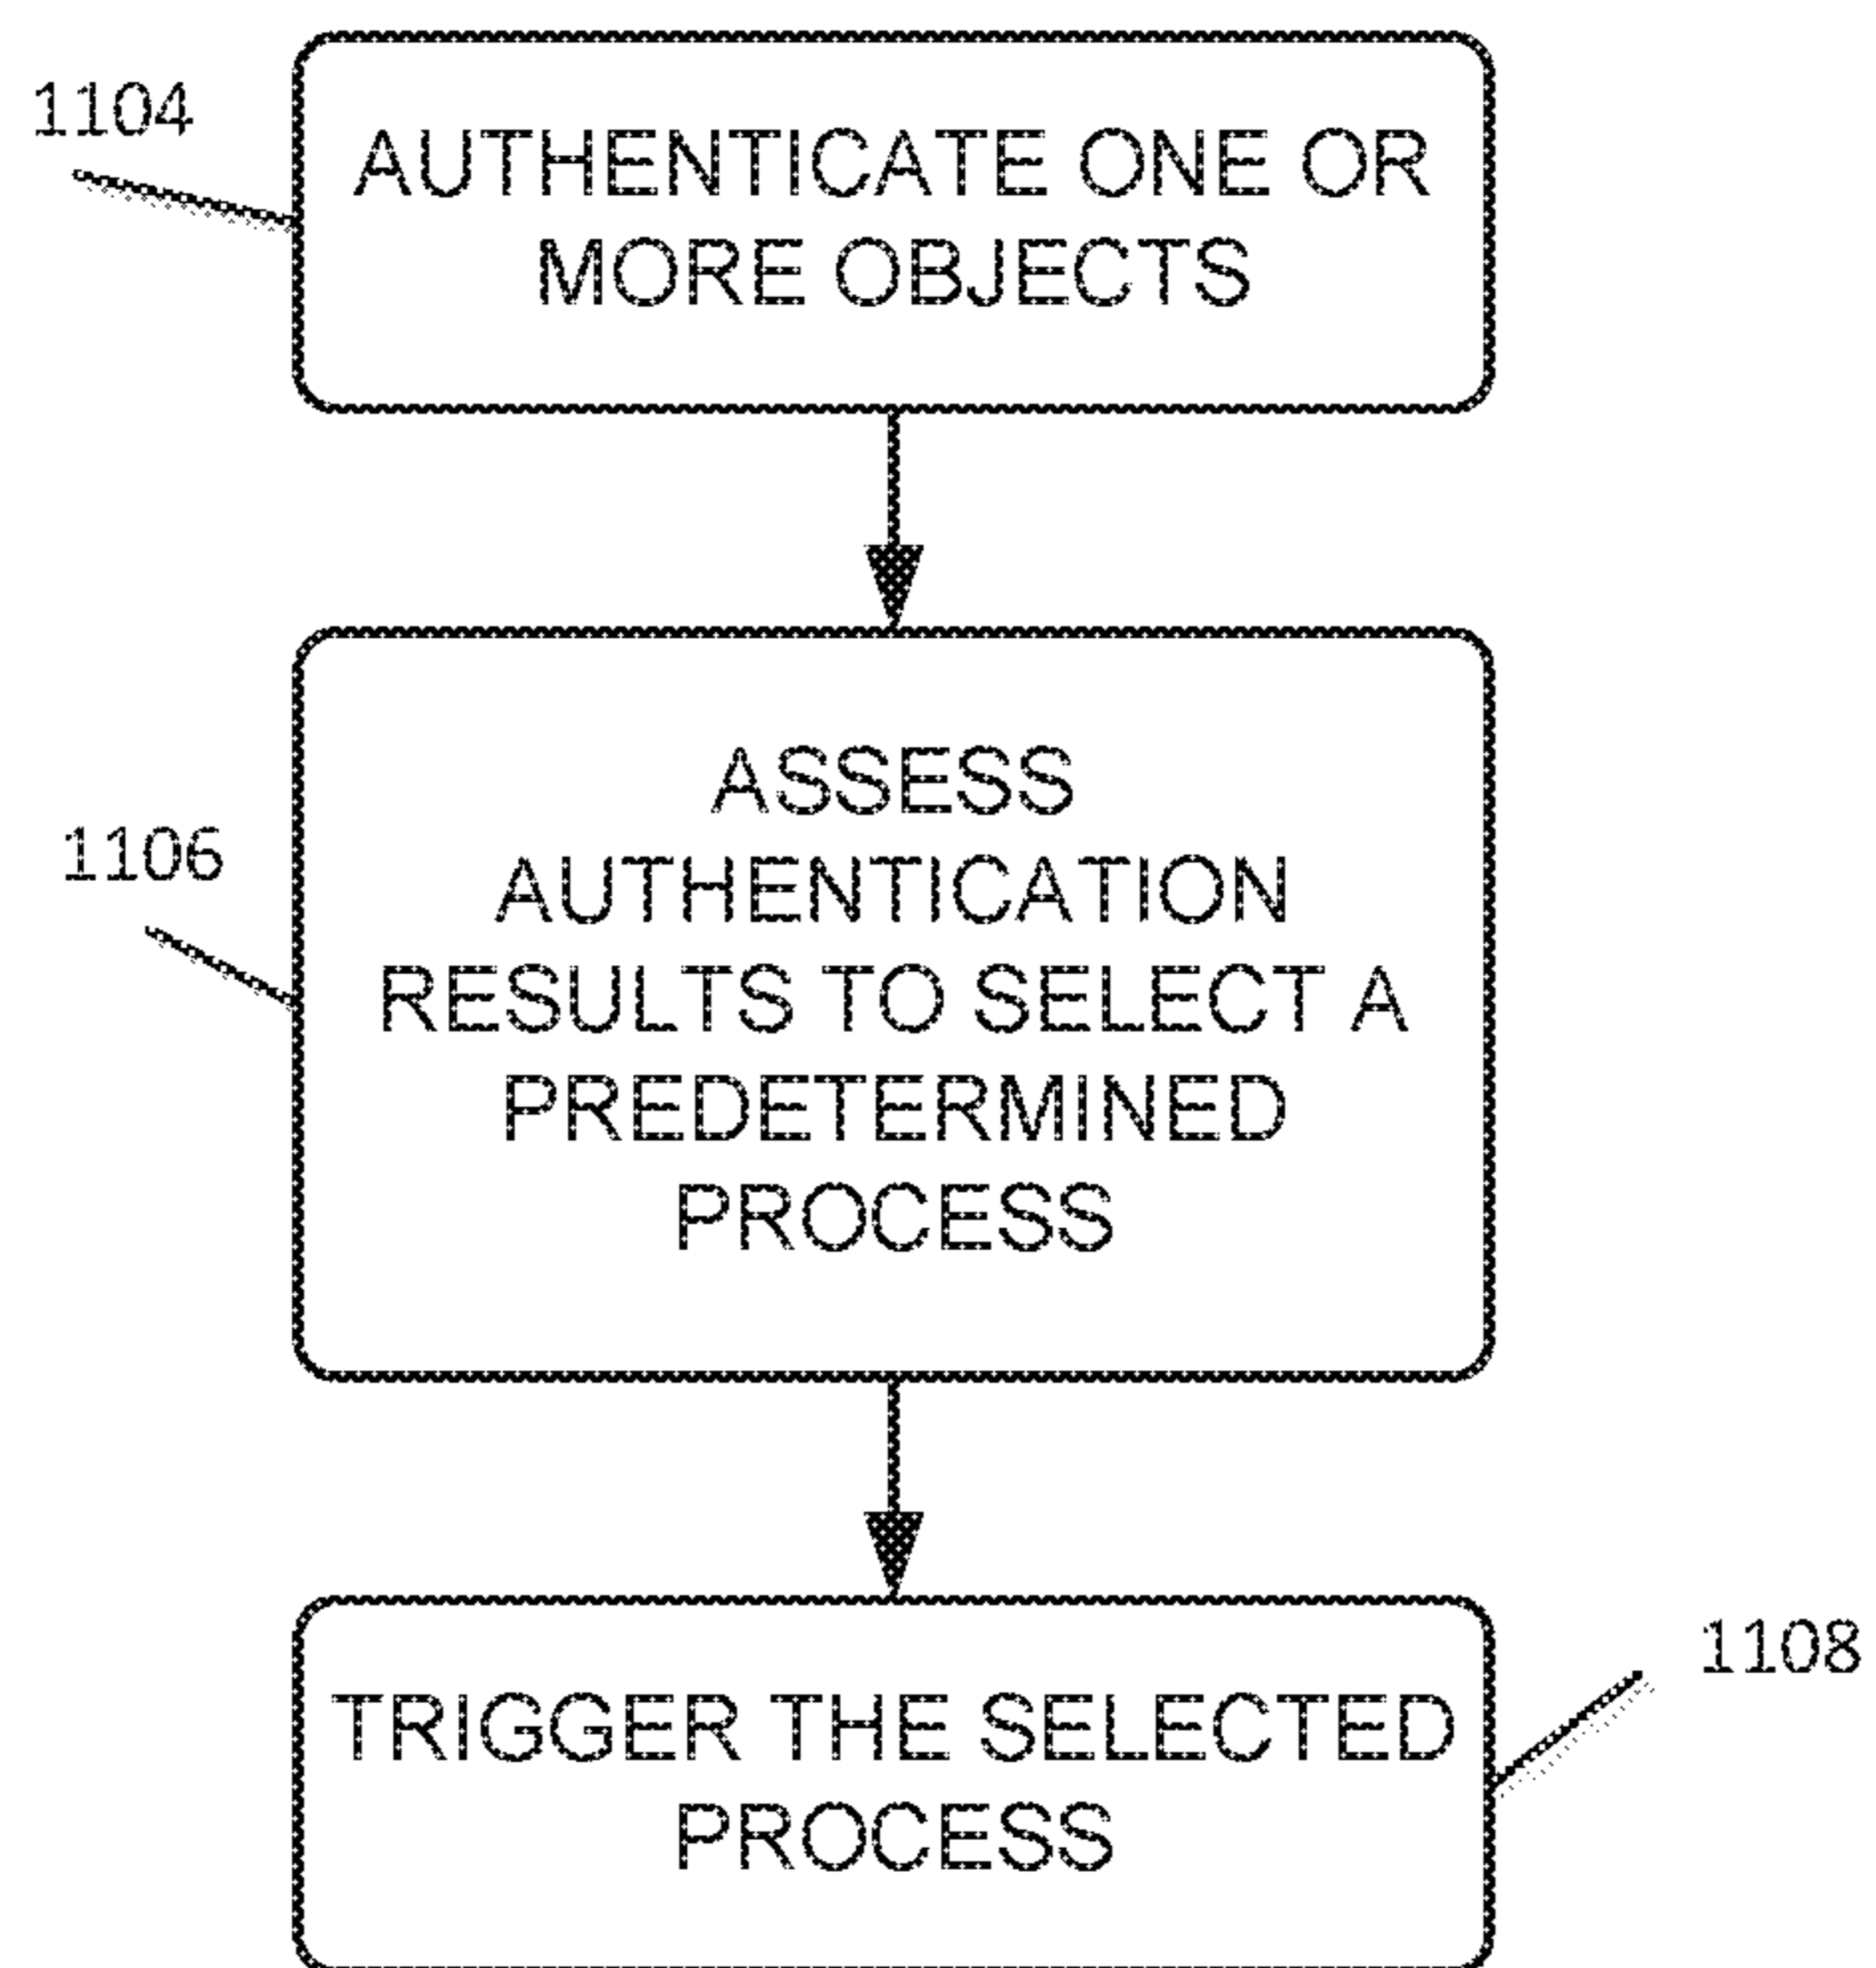 1104
AUTHENTICATE ONE OR
MORE OBJECTS
1106
ASSESS
AUTHENTICATION
RESULTS TO SELECT A
PREDETERMINED
PROCESS
1108
TRIGGER THE SELECTED
PROCESS